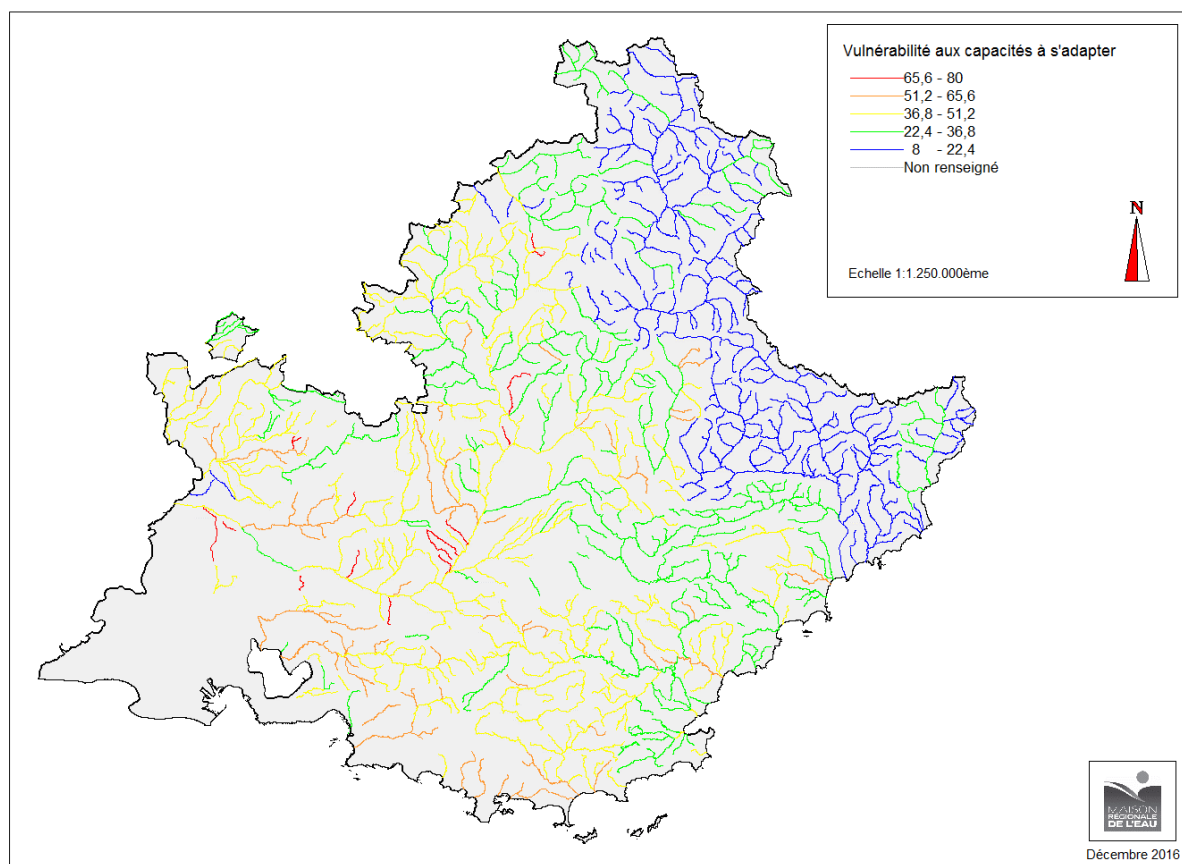 Vulnérabilité aux capacités à s'adapter
65,6 - 80
51,2 - 65,6
36,8 - 51,2
22,4 - 36,8
8 - 22,4
Non renseigné
N
Echelle 1:1.250.000ème
MAISON
RÉGIONALE
DE L'EAU
Décembre 2016